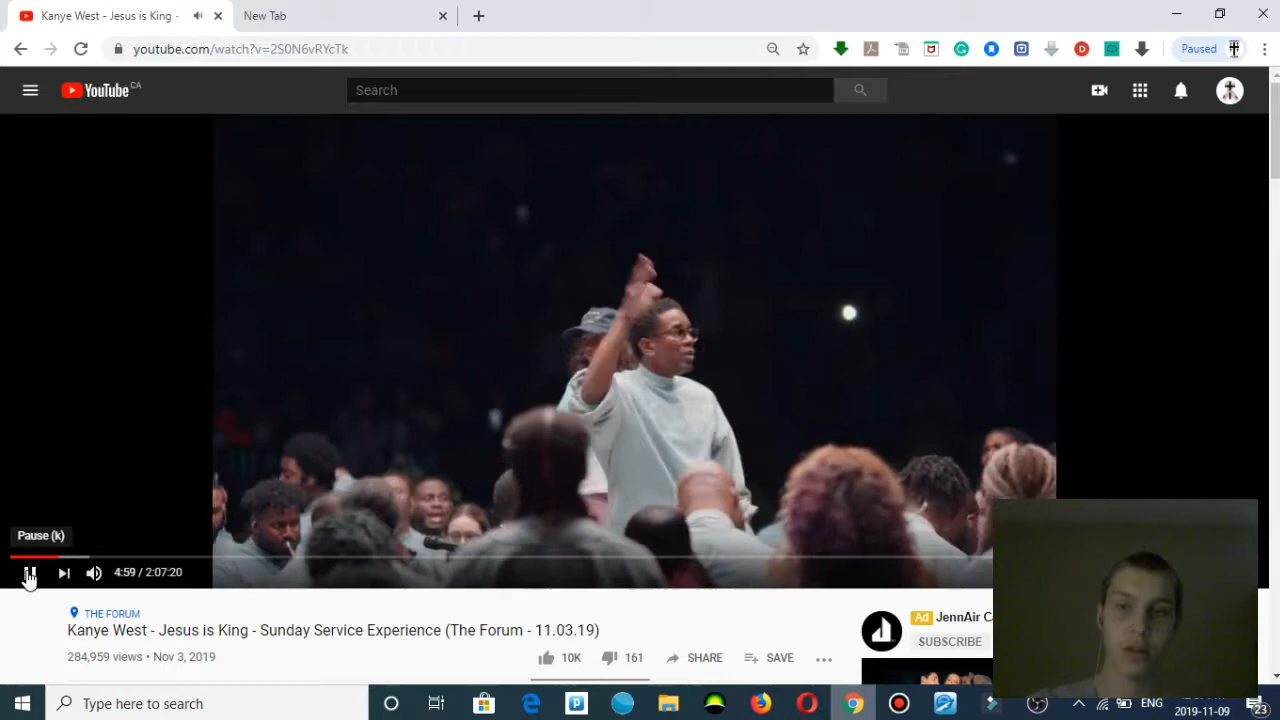 Kanye West - Jesus is King -
New Tab
youtube.com/watch?v=2S0N6vRYcTk
Paused
YouTube CA
Search
Pause (k)
4:59 / 2:07:20
THE FORUM
Kanye West - Jesus is King - Sunday Service Experience (The Forum - 11.03.19)
284,959 views • Nov 3, 2019
10K
161
SHARE
SAVE
Ad JennAir C
SUBSCRIBE
Type here to search
ENG
2019-11-09
23